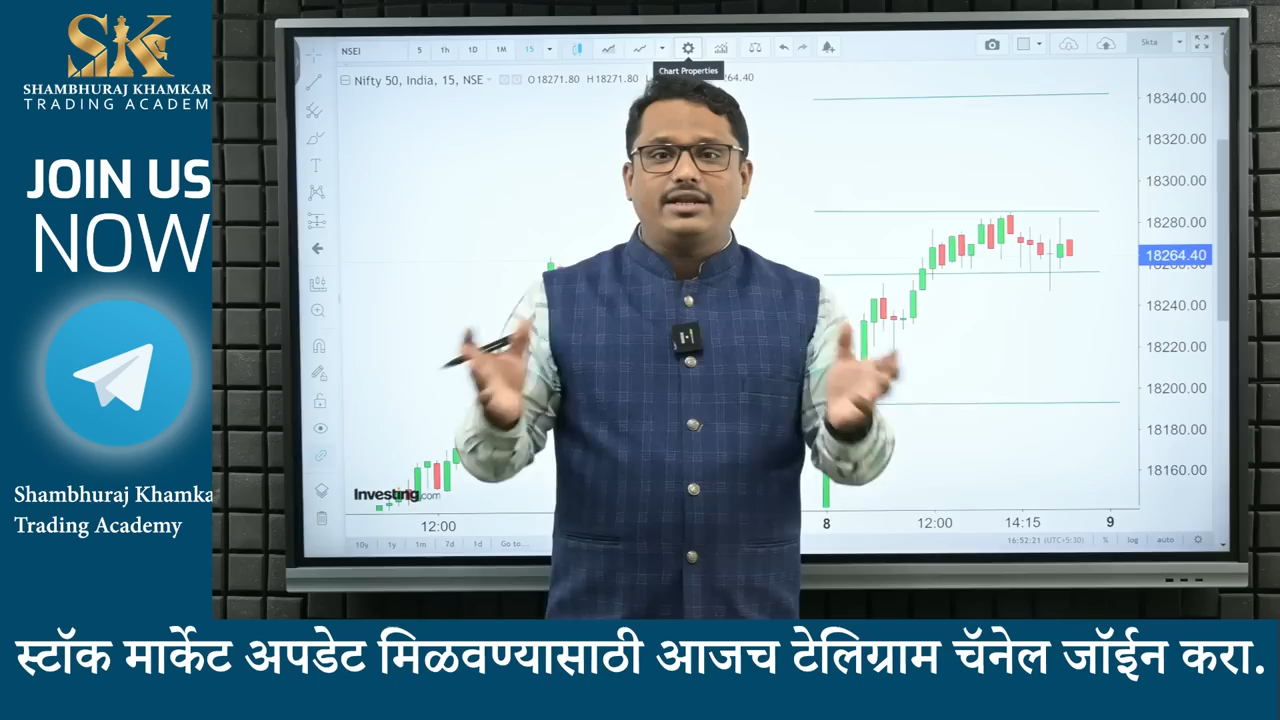 SK
SHAMBHURAJ KHAMKAR
TRADING ACADEM
JOIN US
NOW
Shambhuraj Khamka
Trading Academy
NSEI 5 1h 1D 1M 15
5kta
Chart Properties
Nifty 50, India, 15, NSE O18271.80 H18271.80 64.40
18340.00
18320.00
18300.00
18280.00
18264.40
18240.00
18220.00
18200.00
18180.00
18160.00
Investing.com
12:00 8 12:00 14:15 9
10y 1y 1m 7d 1d Go to... 16:52:21 (UTC+5:30) % log auto
स्टॉक मार्केट अपडेट मिळवण्यासाठी आजच टेलिग्राम चॅनेल जॉईन करा.